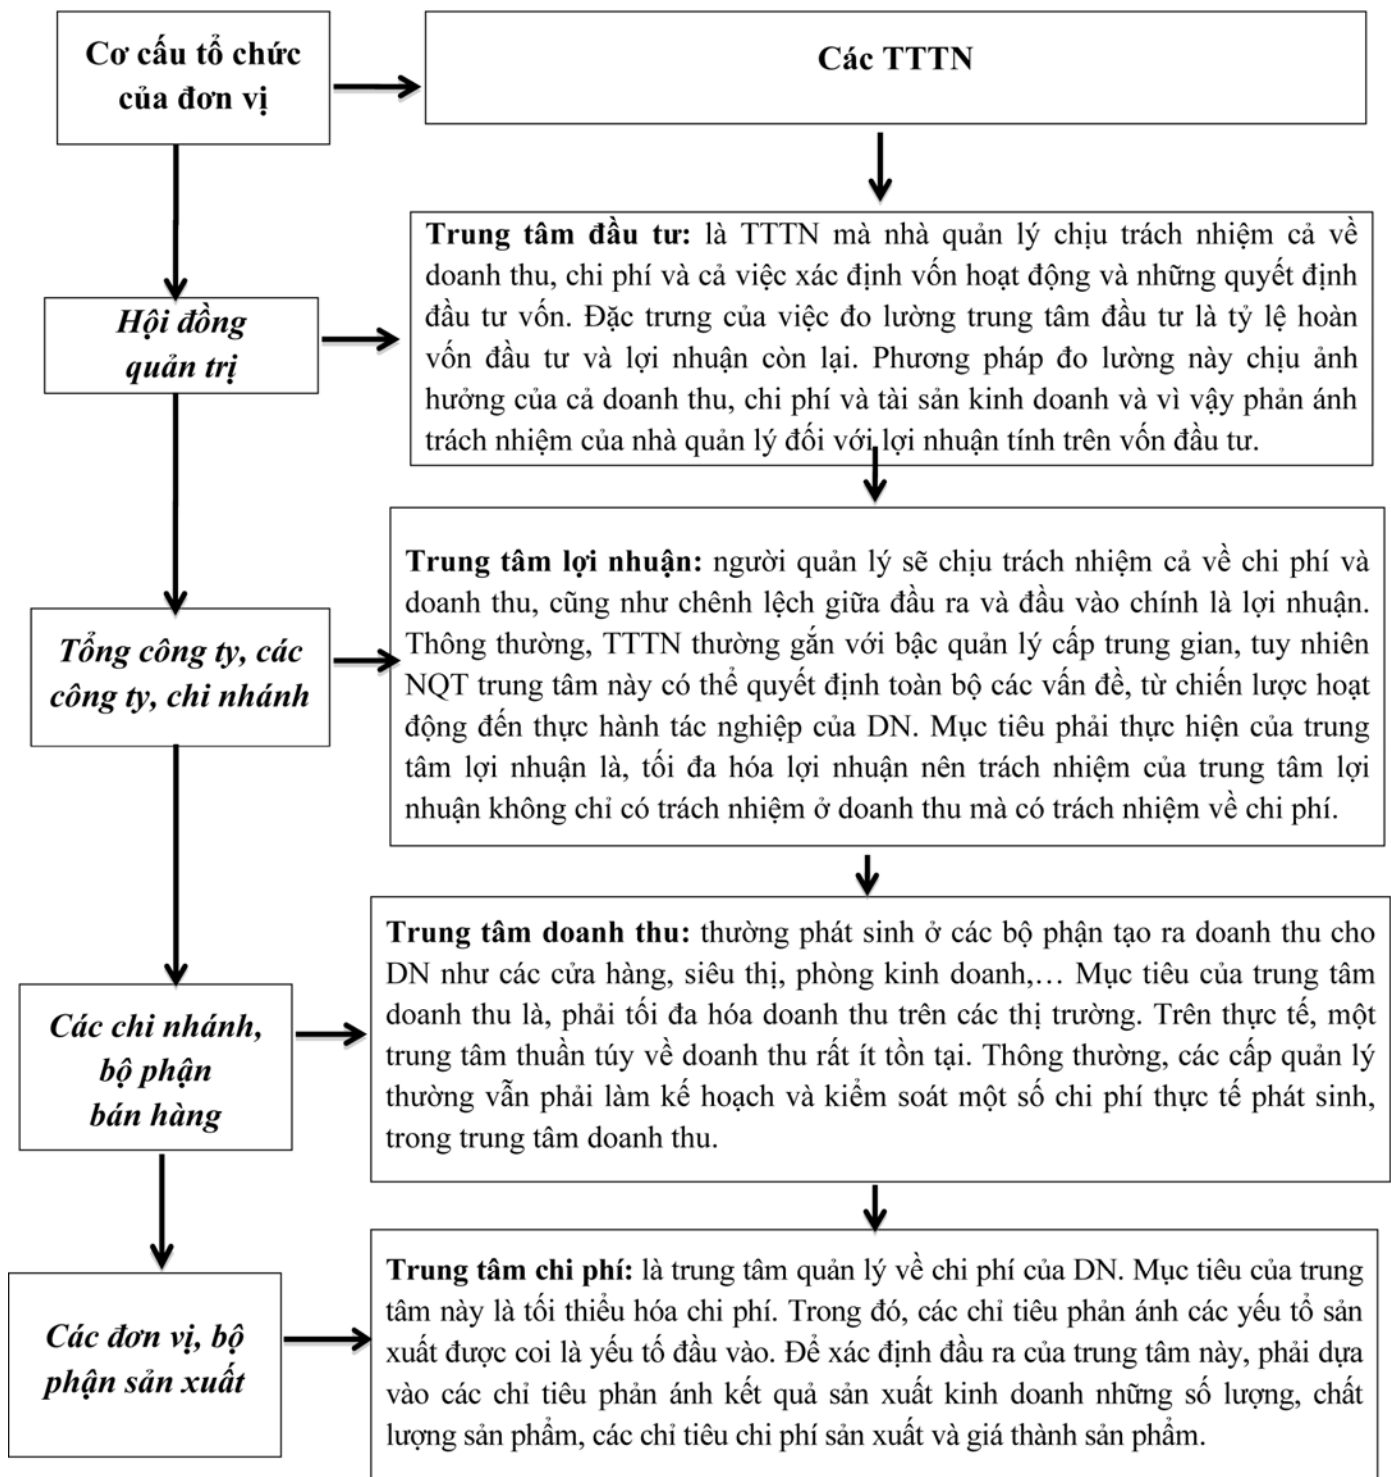 Cơ cấu tổ chức
của đơn vị
Các TTTN
Hội đồng
quản trị
Trung tâm đầu tư: là TTTN mà nhà quản lý chịu trách nhiệm cả về
doanh thu, chi phí và cả việc xác định vốn hoạt động và những quyết định
đầu tư vốn. Đặc trưng của việc đo lường trung tâm đầu tư là tỷ lệ hoàn
vốn đầu tư và lợi nhuận còn lại. Phương pháp đo lường này chịu ảnh
hưởng của cả doanh thu, chi phí và tài sản kinh doanh và vì vậy phản ánh
trách nhiệm của nhà quản lý đối với lợi nhuận tính trên vốn đầu tư.
Tổng công ty, các
công ty, chi nhánh
Trung tâm lợi nhuận: người quản lý sẽ chịu trách nhiệm cả về chi phí và
doanh thu, cũng như chênh lệch giữa đầu ra và đầu vào chính là lợi nhuận.
Thông thường, TTTN thường gắn với bậc quản lý cấp trung gian, tuy nhiên
NQT trung tâm này có thể quyết định toàn bộ các vấn đề, từ chiến lược hoạt
động đến thực hành tác nghiệp của DN. Mục tiêu phải thực hiện của trung
tâm lợi nhuận là, tối đa hóa lợi nhuận nên trách nhiệm của trung tâm lợi
nhuận không chỉ có trách nhiệm ở doanh thu mà có trách nhiệm về chi phí.
Các chi nhánh,
bộ phận
bán hàng
Trung tâm doanh thu: thường phát sinh ở các bộ phận tạo ra doanh thu cho
DN như các cửa hàng, siêu thị, phòng kinh doanh,… Mục tiêu của trung tâm
doanh thu là, phải tối đa hóa doanh thu trên các thị trường. Trên thực tế, một
trung tâm thuần túy về doanh thu rất ít tồn tại. Thông thường, các cấp quản lý
thường vẫn phải làm kế hoạch và kiểm soát một số chi phí thực tế phát sinh,
trong trung tâm doanh thu.
Các đơn vị, bộ
phận sản xuất
Trung tâm chi phí: là trung tâm quản lý về chi phí của DN. Mục tiêu của trung
tâm này là tối thiểu hóa chi phí. Trong đó, các chỉ tiêu phản ánh các yếu tổ sản
xuất được coi là yếu tố đầu vào. Để xác định đầu ra của trung tâm này, phải dựa
vào các chỉ tiêu phản ánh kết quả sản xuất kinh doanh những số lượng, chất
lượng sản phẩm, các chỉ tiêu chi phí sản xuất và giá thành sản phẩm.